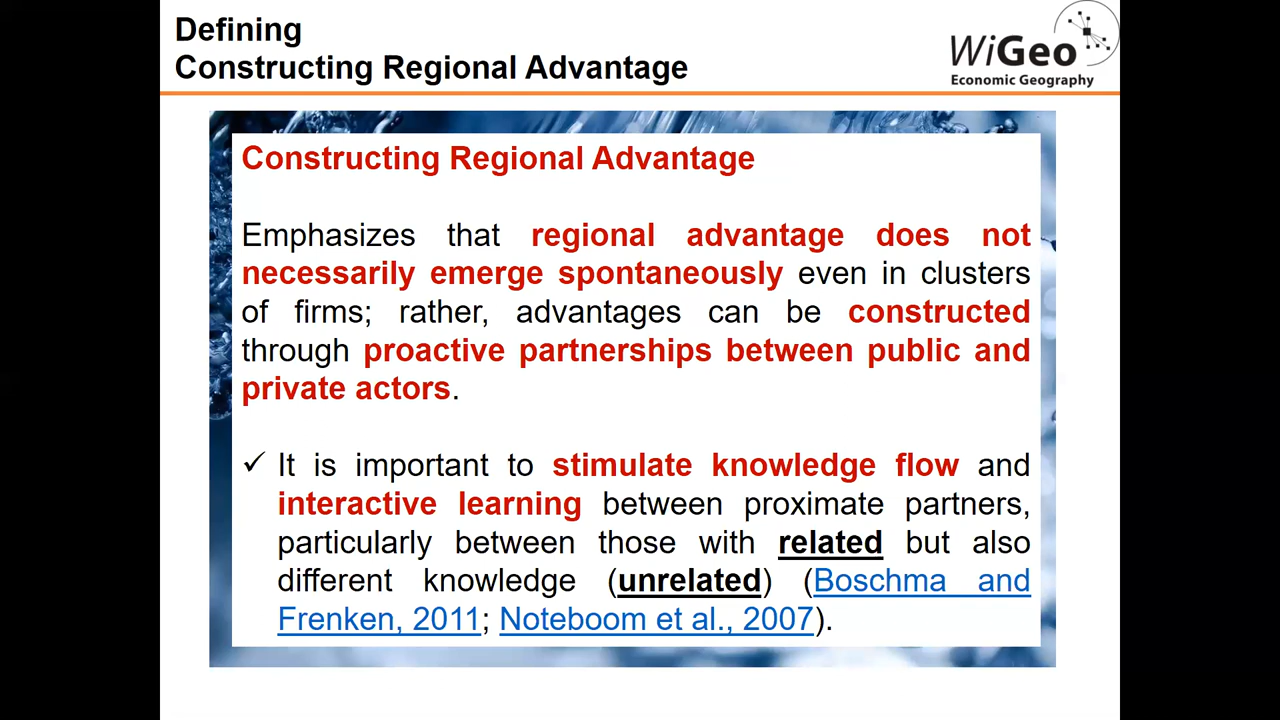 Defining
Constructing Regional Advantage
WiGeo
Economic Geography
Constructing Regional Advantage
Emphasizes that regional advantage does not
necessarily emerge spontaneously even in clusters
of firms; rather, advantages can be constructed
through proactive partnerships between public and
private actors.
✓ It is important to stimulate knowledge flow and
interactive learning between proximate partners,
particularly between those with related but also
different knowledge (unrelated) (Boschma and
Frenken, 2011; Noteboom et al., 2007).